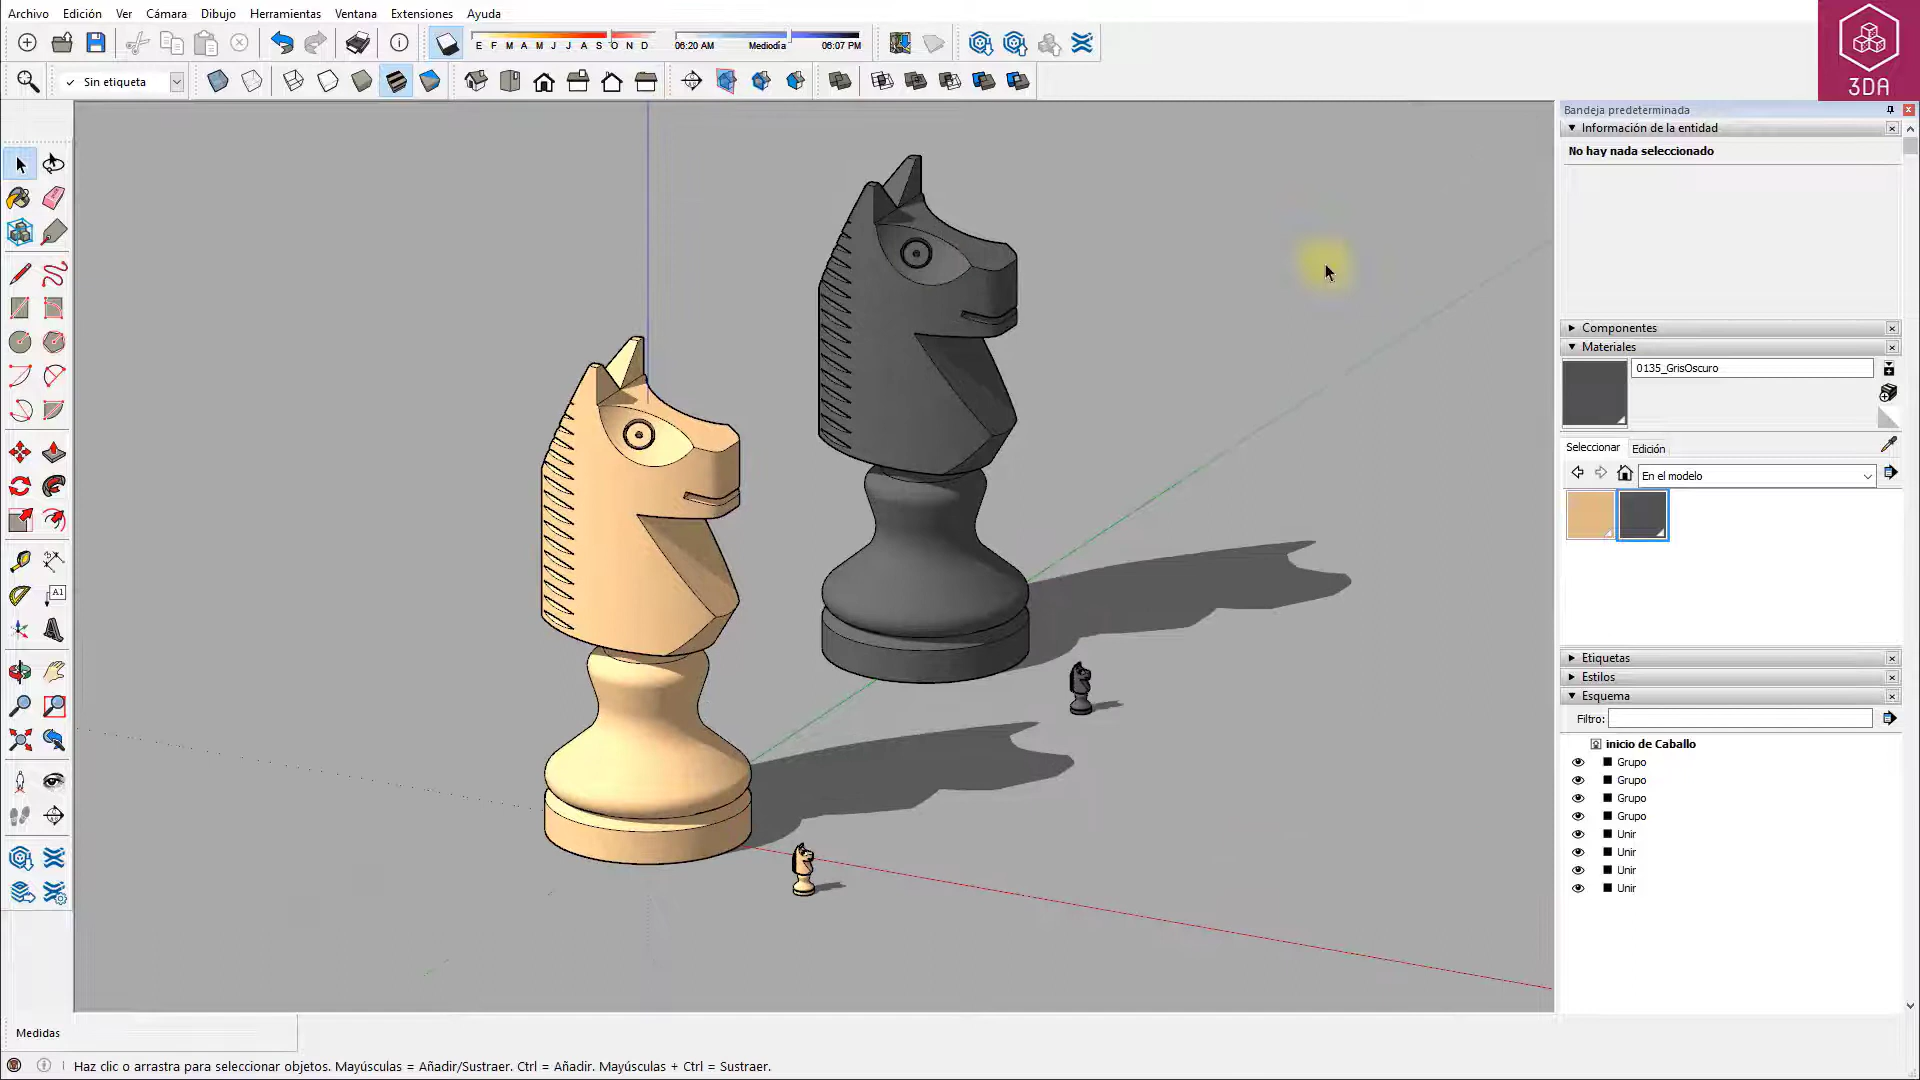 Archivo Edición Ver Cámara Dibujo Herramientas Ventana Extensiones Ayuda
E F M A M J J A S O N D 06:20 AM Mediodía 06:07 PM
3DA
Sin etiqueta
Bandeja predeterminada
Información de la entidad
No hay nada seleccionado
Componentes
Materiales
0135_GrisOscuro
Seleccionar Edición
En el modelo
A1
Etiquetas
Estilos
Esquema
Filtro:
inicio de Caballo
Grupo
Grupo
Grupo
Grupo
Unir
Unir
Unir
Unir
Medidas
Haz clic o arrastra para seleccionar objetos. Mayúsculas = Añadir/Sustraer. Ctrl = Añadir. Mayúsculas + Ctrl = Sustraer.